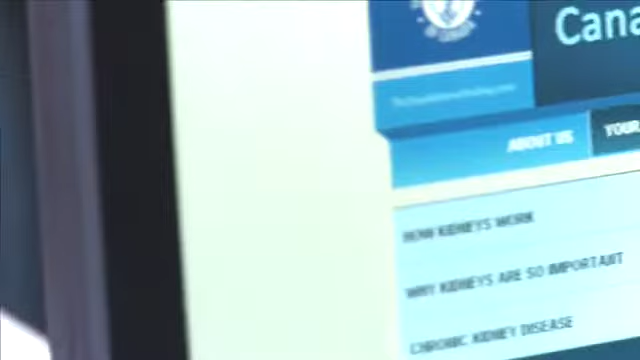 Cana
ABOUT US
YOUR
HOW KIDNEYS WORK
WHY KIDNEYS ARE SO IMPORTANT
CHRONIC KIDNEY DISEASE